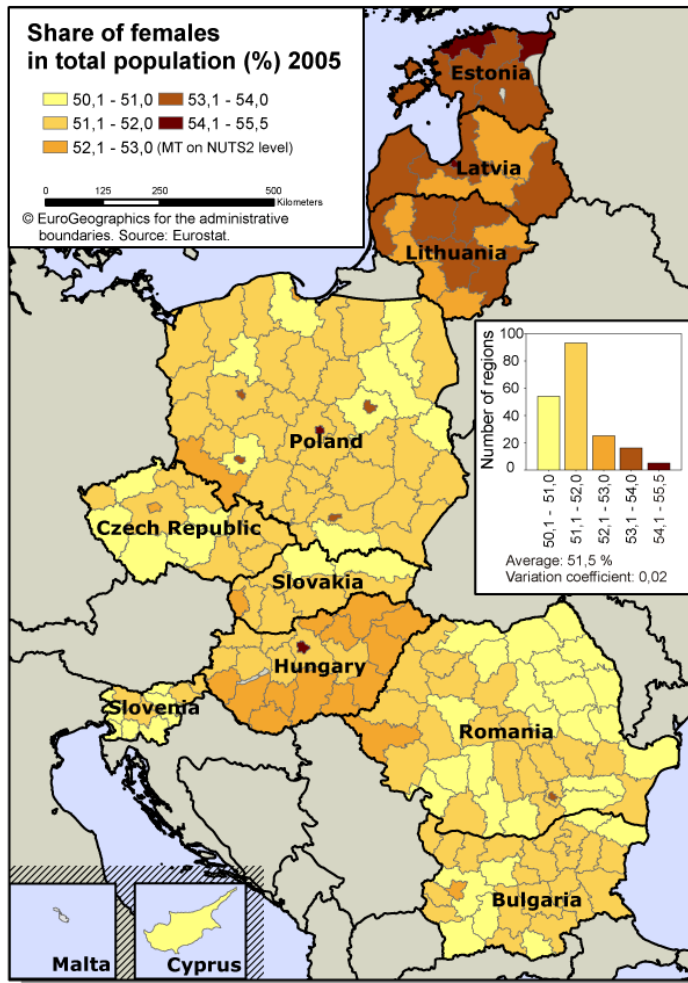 Share of females
in total population (%) 2005
50,1 - 51,0
53,1 - 54,0
51,1 - 52,0
54,1 - 55,5
52,1 - 53,0 (MT on NUTS2 level)
0 125 250 500
Kilometers
© EuroGeographics for the administrative
boundaries. Source: Eurostat.
Estonia
Latvia
Lithuania
Poland
Czech Republic
Slovakia
Hungary
Slovenia
Romania
Bulgaria
Malta
Cyprus
Number of regions
100
80
60
40
20
0
50,1 - 51,0
51,1 - 52,0
52,1 - 53,0
53,1 - 54,0
54,1 - 55,5
Average: 51,5 %
Variation coefficient: 0,02